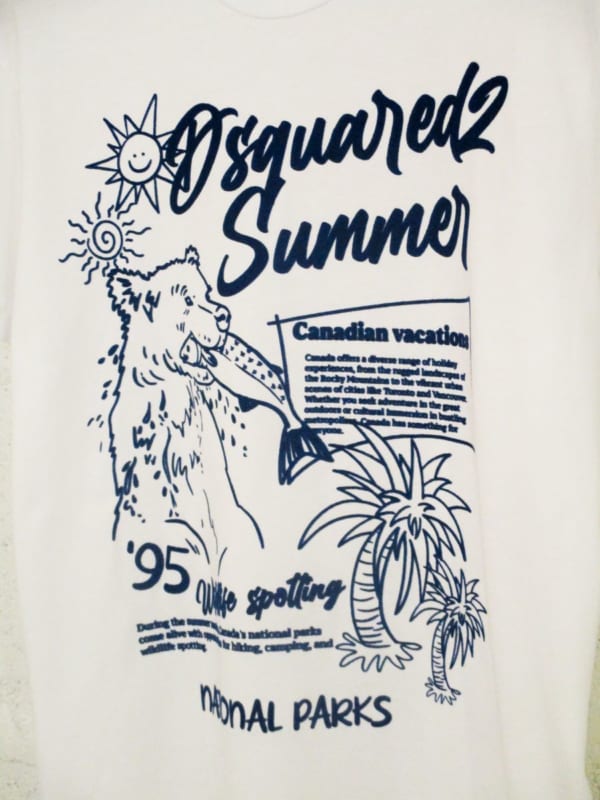 Dsquared2
Summer
Canadian vacations
Canada offers a diverse range of holiday
experiences, from the rugged landscapes of
the Rocky Mountains to the vibrant urban
scenes of cities like Toronto and Vancouver.
Whether you seek adventure in the great
outdoors or cultural immersion in bustling
Canada has something for
everyone.
'95
spotting
During the summer Canada's national parks
come alive with for hiking, camping, and
wildlife spotting.
NATIONAL PARKS